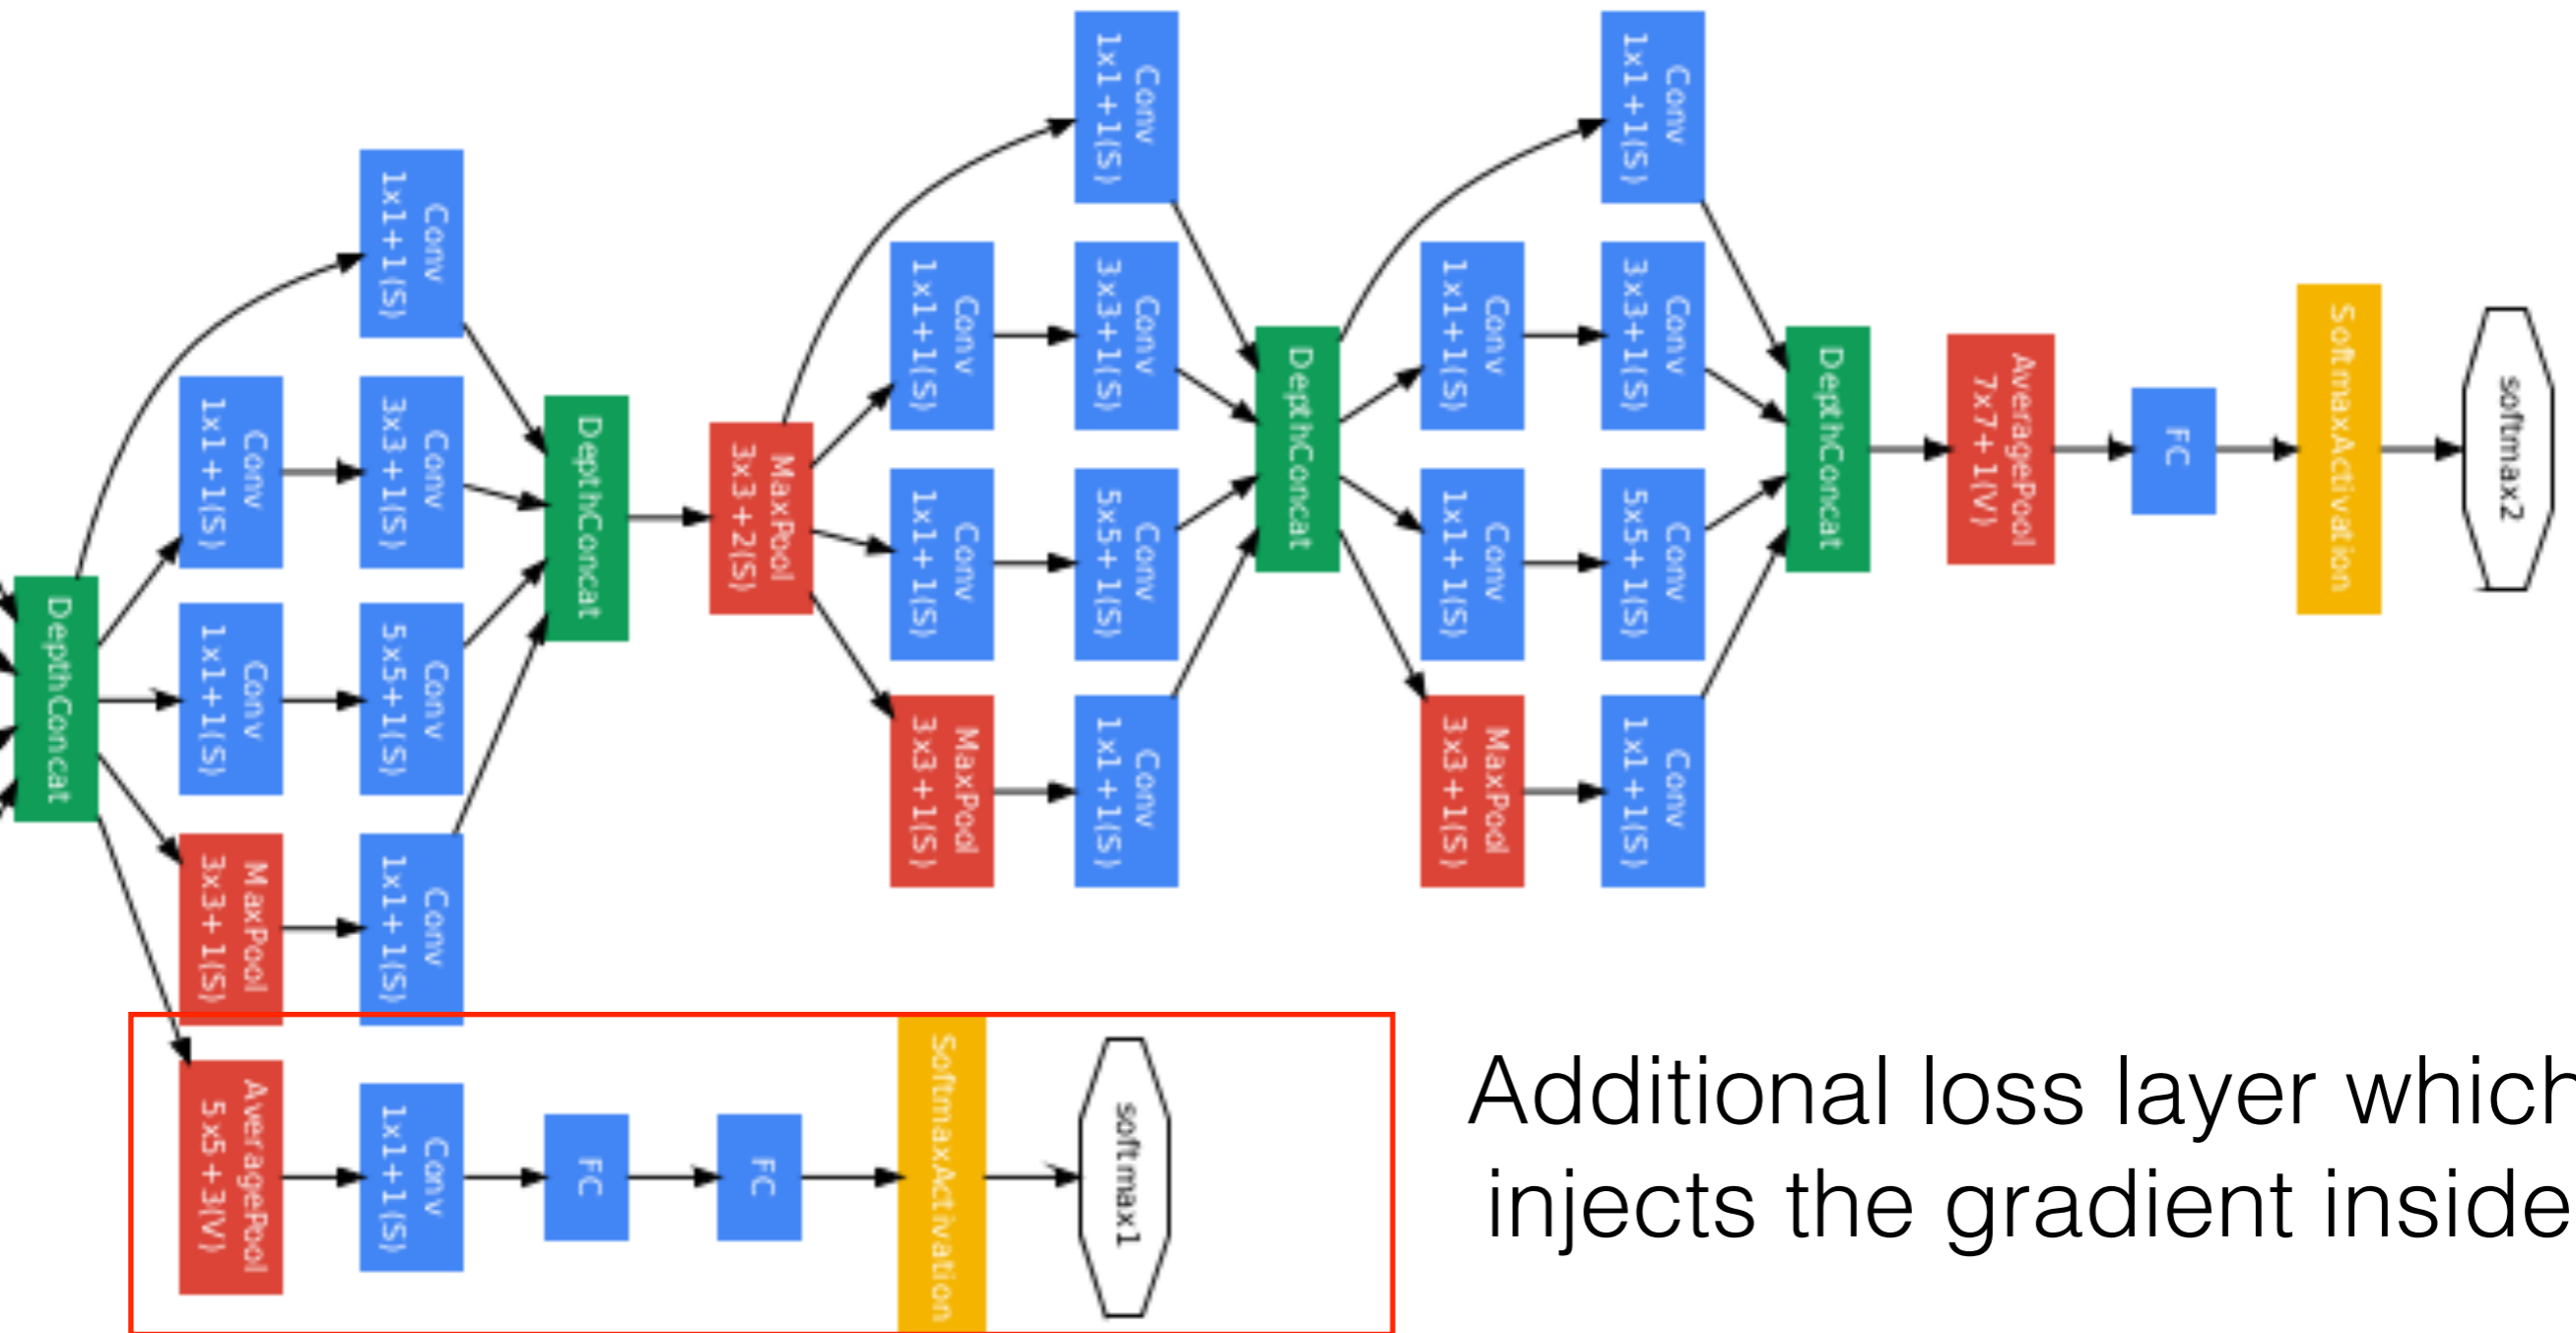 Conv
1x1+1(S)
Conv
1x1+1(S)
Conv
1x1+1(S)
Conv
1x1+1(S)
Conv
3x3+1(S)
Conv
1x1+1(S)
Conv
3x3+1(S)
SoftmaxActivation
softmax2
Conv
1x1+1(S)
Conv
3x3+1(S)
DepthConcat
MaxPool
3x3+2(S)
DepthConcat
DepthConcat
AveragePool
7x7+1(V)
FC
Conv
1x1+1(S)
Conv
5x5+1(S)
Conv
1x1+1(S)
Conv
5x5+1(S)
DepthConcat
Conv
1x1+1(S)
Conv
5x5+1(S)
MaxPool
3x3+1(S)
Conv
1x1+1(S)
MaxPool
3x3+1(S)
Conv
1x1+1(S)
MaxPool
3x3+1(S)
Conv
1x1+1(S)
AveragePool
5x5+3(V)
Conv
1x1+1(S)
FC
FC
SoftmaxActivation
softmax1
Additional loss layer which
injects the gradient inside